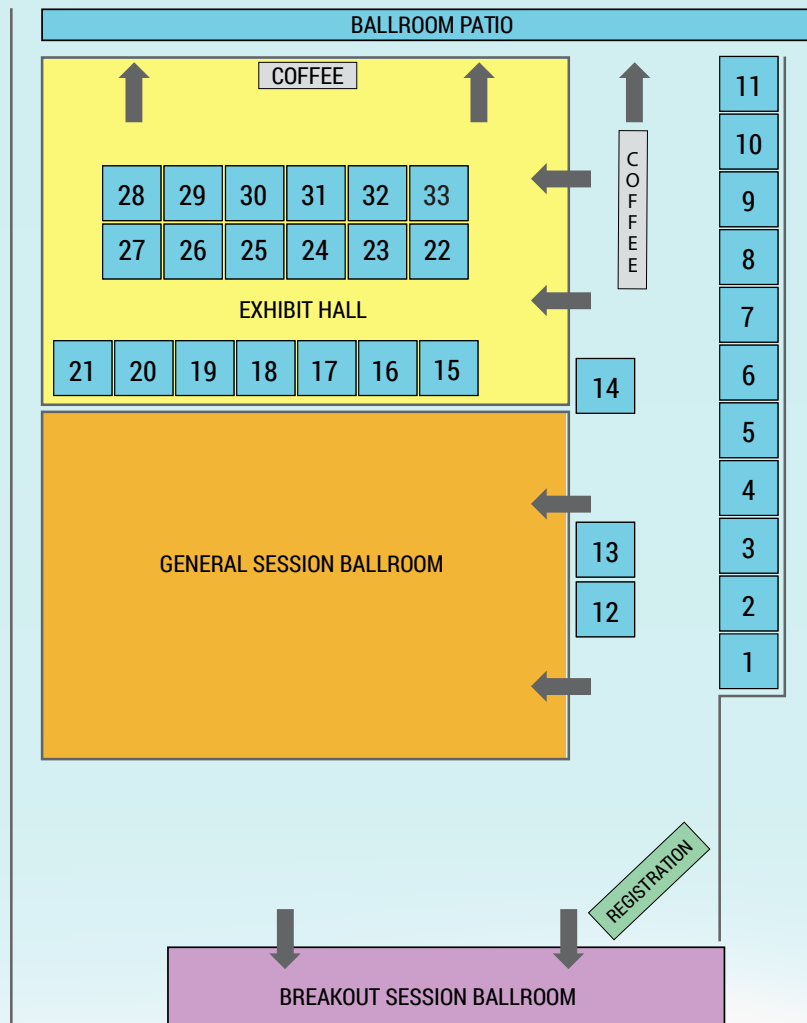 BALLROOM PATIO
COFFEE
11
10
COFFEE
28 29 30 31 32 33
9
27 26 25 24 23 22
8
EXHIBIT HALL
7
21 20 19 18 17 16 15
14
6
5
4
GENERAL SESSION BALLROOM
13
3
12
2
1
REGISTRATION
BREAKOUT SESSION BALLROOM